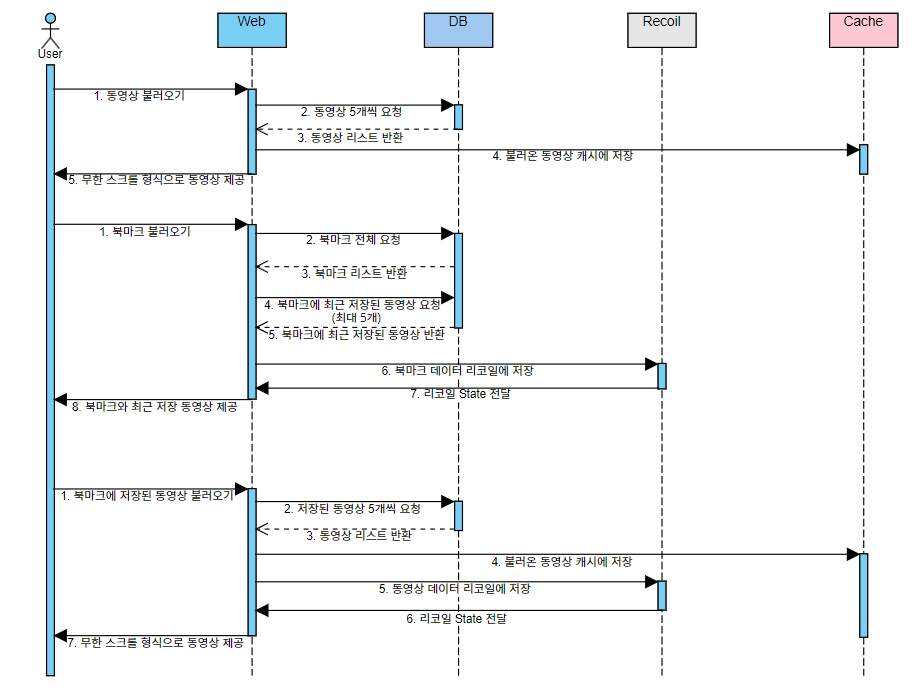 User
Web
DB
Recoil
Cache
1. 동영상 불러오기
2. 동영상 5개씩 요청
3. 동영상 리스트 반환
4. 불러온 동영상 캐시에 저장
5. 무한 스크롤 형식으로 동영상 제공
1. 북마크 불러오기
2. 북마크 전체 요청
3. 북마크 리스트 반환
4. 북마크에 최근 저장된 동영상 요청
(최대 5개)
5. 북마크에 최근 저장된 동영상 반환
6. 북마크 데이터 리코일에 저장
7. 리코일 State 전달
8. 북마크와 최근 저장 동영상 제공
1. 북마크에 저장된 동영상 불러오기
2. 저장된 동영상 5개씩 요청
3. 동영상 리스트 반환
4. 불러온 동영상 캐시에 저장
5. 동영상 데이터 리코일에 저장
6. 리코일 State 전달
7. 무한 스크롤 형식으로 동영상 제공